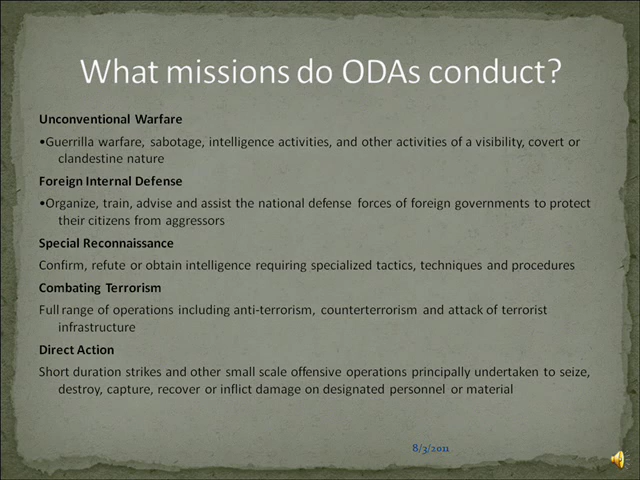 What missions do ODAs conduct?
Unconventional Warfare
•Guerrilla warfare, sabotage, intelligence activities, and other activities of a visibility, covert or
clandestine nature
Foreign Internal Defense
•Organize, train, advise and assist the national defense forces of foreign governments to protect
their citizens from aggressors
Special Reconnaissance
Confirm, refute or obtain intelligence requiring specialized tactics, techniques and procedures
Combating Terrorism
Full range of operations including anti-terrorism, counterterrorism and attack of terrorist
infrastructure
Direct Action
Short duration strikes and other small scale offensive operations principally undertaken to seize,
destroy, capture, recover or inflict damage on designated personnel or material
8/3/2011